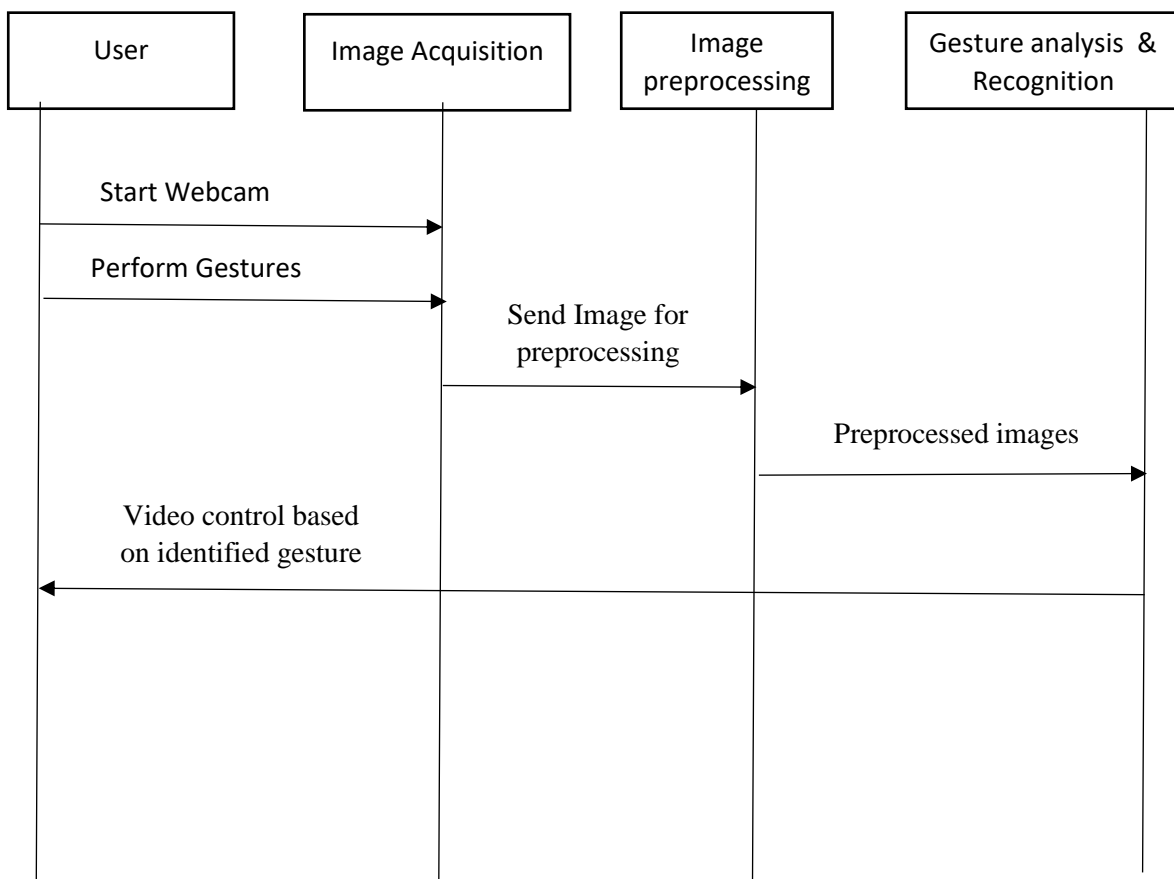 User
Image Acquisition
Image
preprocessing
Gesture analysis  &
Recognition
Start Webcam
Perform Gestures
Send Image for
preprocessing
Preprocessed images
Video control based
on identified gesture